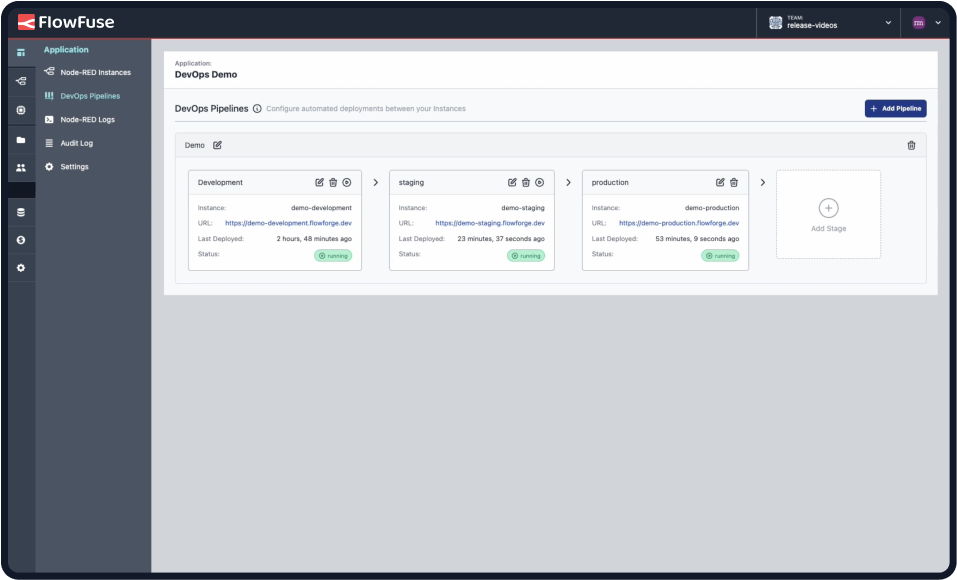 FlowFuse
TEAM:
release-videos
rm
Application
Node-RED Instances
DevOps Pipelines
Node-RED Logs
Audit Log
Settings
Application:
DevOps Demo
DevOps Pipelines Configure automated deployments between your Instances
+ Add Pipeline
Demo
Development
Instance: demo-development
URL: https://demo-development.flowforge.dev
Last Deployed: 2 hours, 48 minutes ago
Status: running
staging
Instance: demo-staging
URL: https://demo-staging.flowforge.dev
Last Deployed: 23 minutes, 37 seconds ago
Status: running
production
Instance: demo-production
URL: https://demo-production.flowforge.dev
Last Deployed: 53 minutes, 9 seconds ago
Status: running
Add Stage